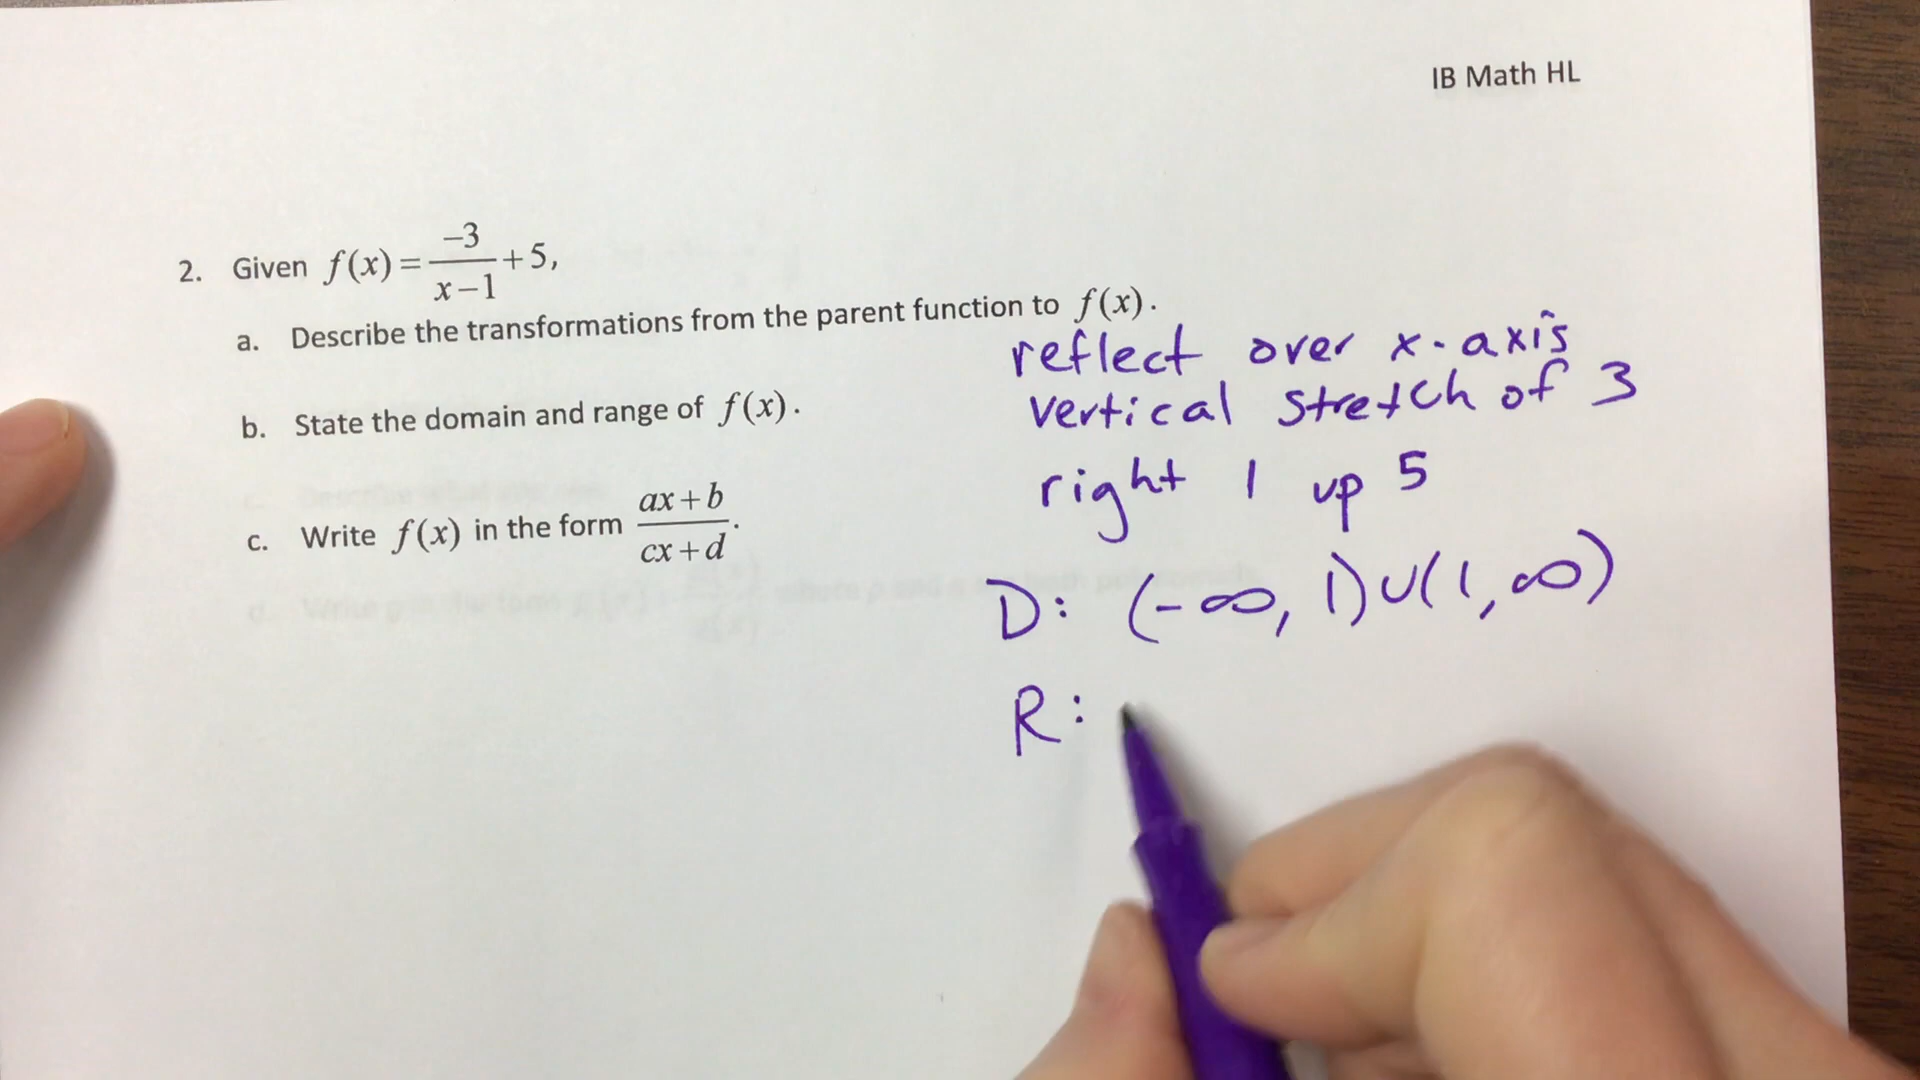 IB Math HL
2. Given f(x) = \frac{-3}{x-1} + 5,
a. Describe the transformations from the parent function to f(x).
reflect over x-axis
vertical stretch of 3
right 1 up 5
b. State the domain and range of f(x).
c. Write f(x) in the form \frac{ax+b}{cx+d}.
D: (-∞, 1)∪(1, ∞)
R: